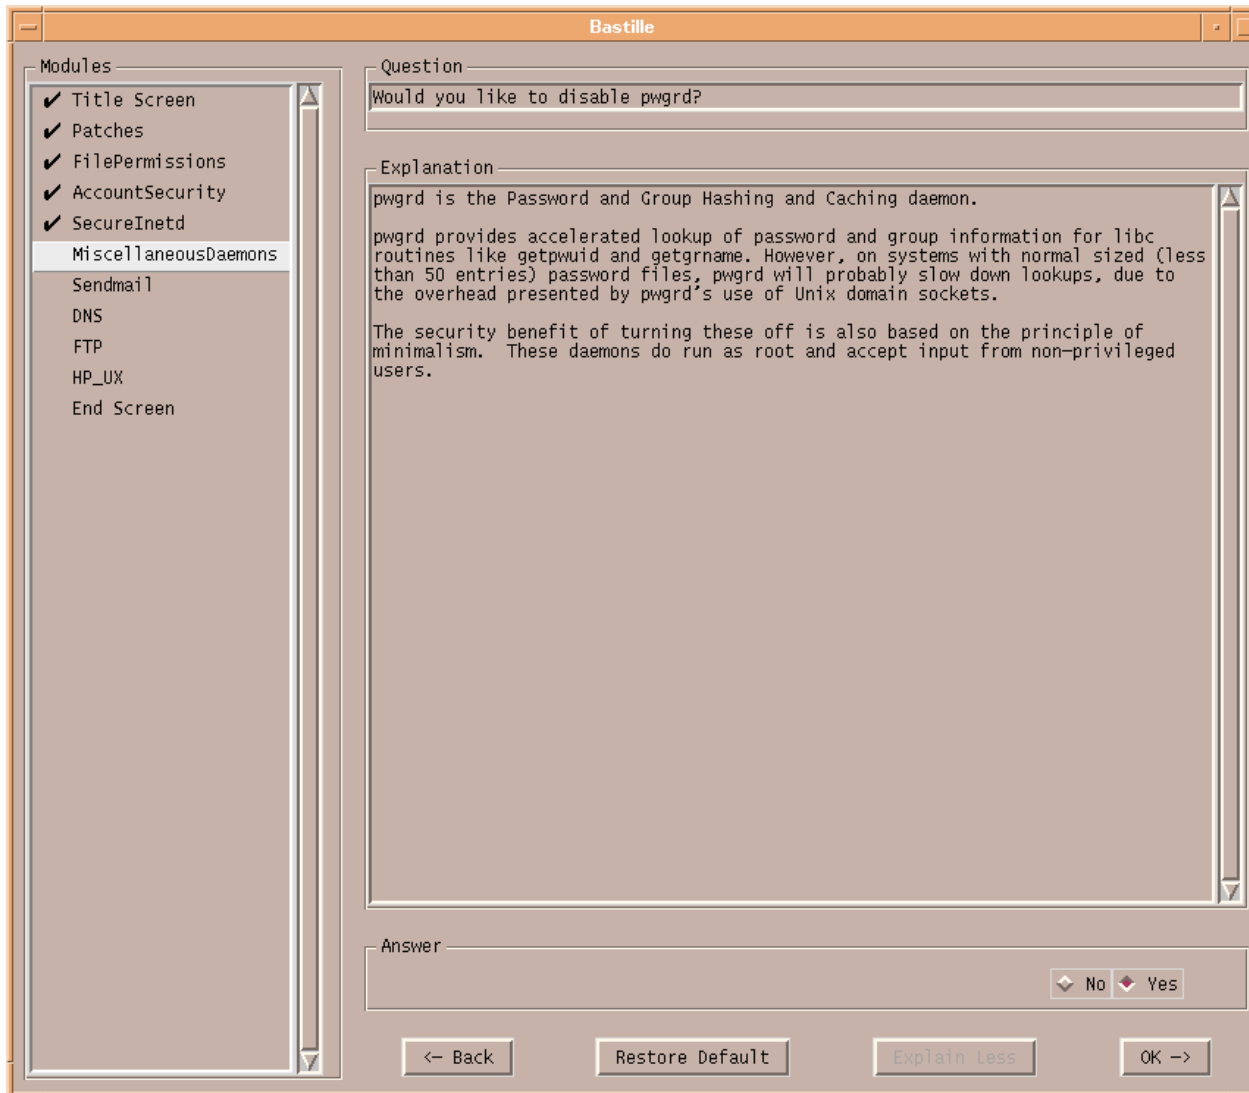 Bastille
Modules
✔ Title Screen
✔ Patches
✔ FilePermissions
✔ AccountSecurity
✔ SecureInetd
MiscellaneousDaemons
Sendmail
DNS
FTP
HP_UX
End Screen
Question
Would you like to disable pwgrd?
Explanation
pwgrd is the Password and Group Hashing and Caching daemon.
pwgrd provides accelerated lookup of password and group information for libc
routines like getpwuid and getgrname. However, on systems with normal sized (less
than 50 entries) password files, pwgrd will probably slow down lookups, due to
the overhead presented by pwgrd's use of Unix domain sockets.
The security benefit of turning these off is also based on the principle of
minimalism.  These daemons do run as root and accept input from non-privileged
users.
Answer
No Yes
<- Back Restore Default Explain Less OK ->